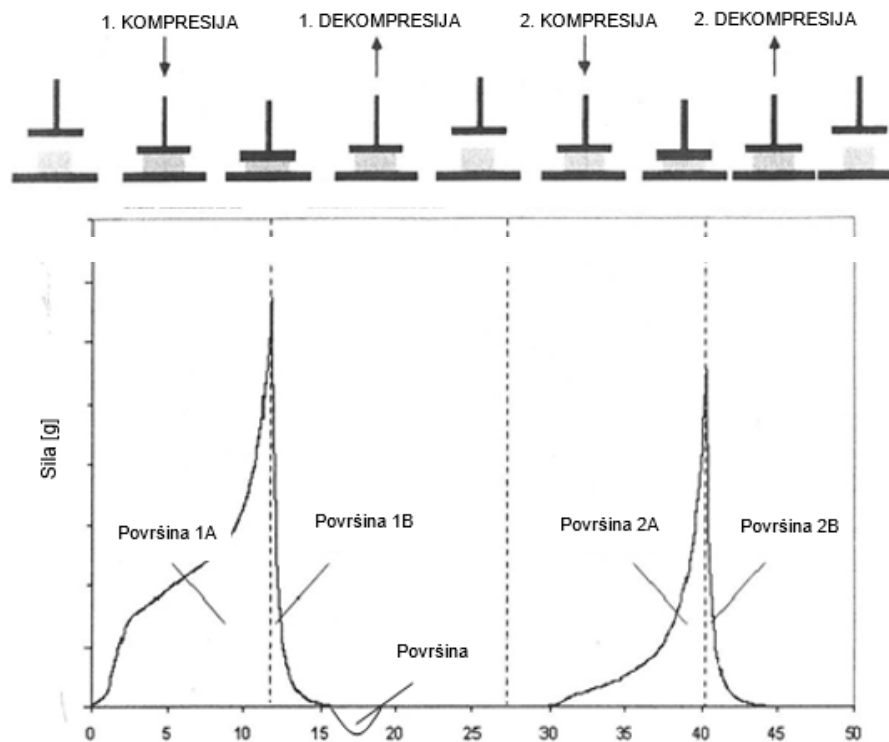 1. KOMPRESIJA 1. DEKOMPRESIJA 2. KOMPRESIJA 2. DEKOMPRESIJA
Sila [g]
Površina 1A
Površina 1B
Površina 2A
Površina 2B
Površina
0 5 10 15 20 25 30 35 40 45 50